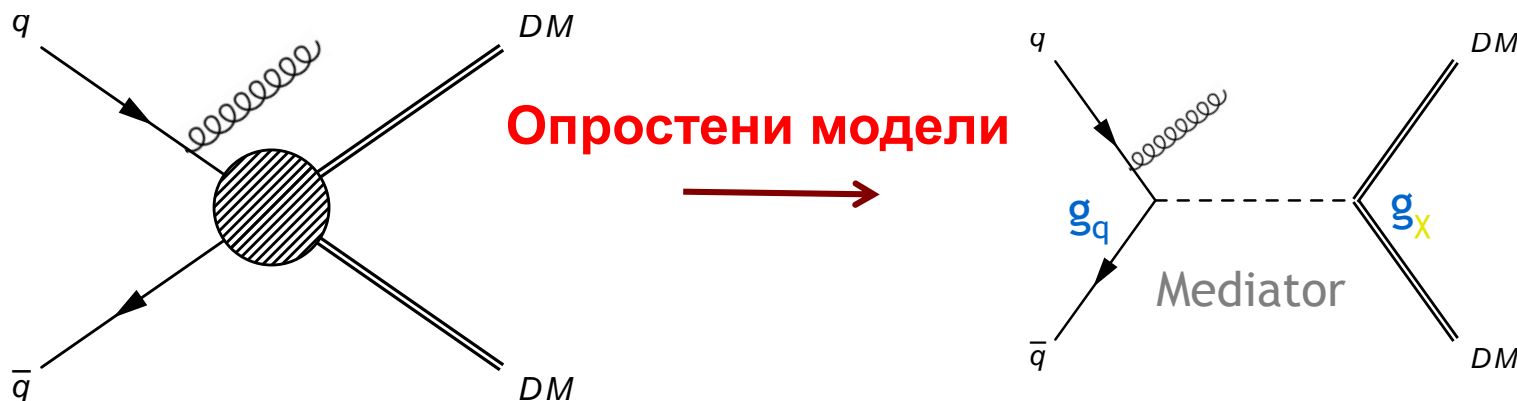 q
DM
q̅
DM
Опростени модели
q
DM
g_q
g_χ
Mediator
q̅
DM